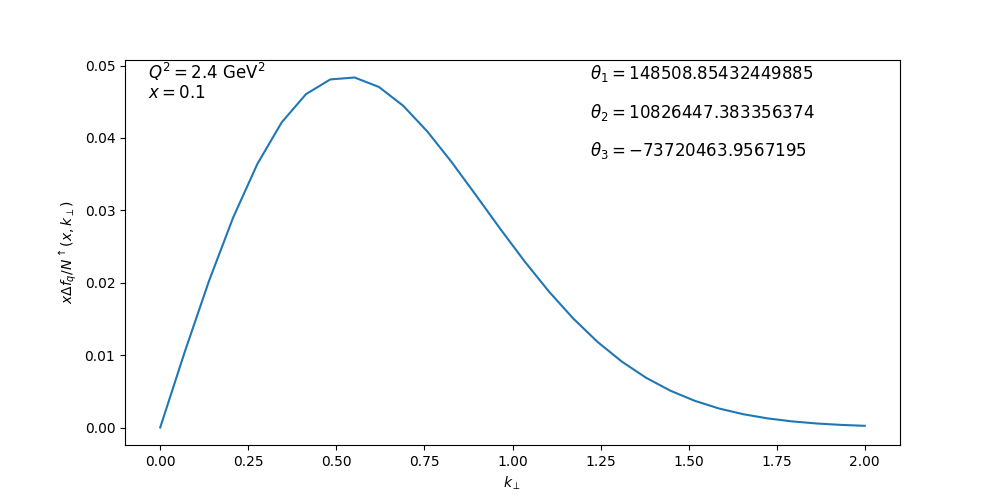 Q² = 2.4 GeV²
x = 0.1
θ₁ = 148508.85432449885
θ₂ = 10826447.383356374
θ₃ = −73720463.9567195
xΔf_q/N^↑(x, k_⊥)
0.05
0.04
0.03
0.02
0.01
0.00
0.00 0.25 0.50 0.75 1.00 1.25 1.50 1.75 2.00
k_⊥